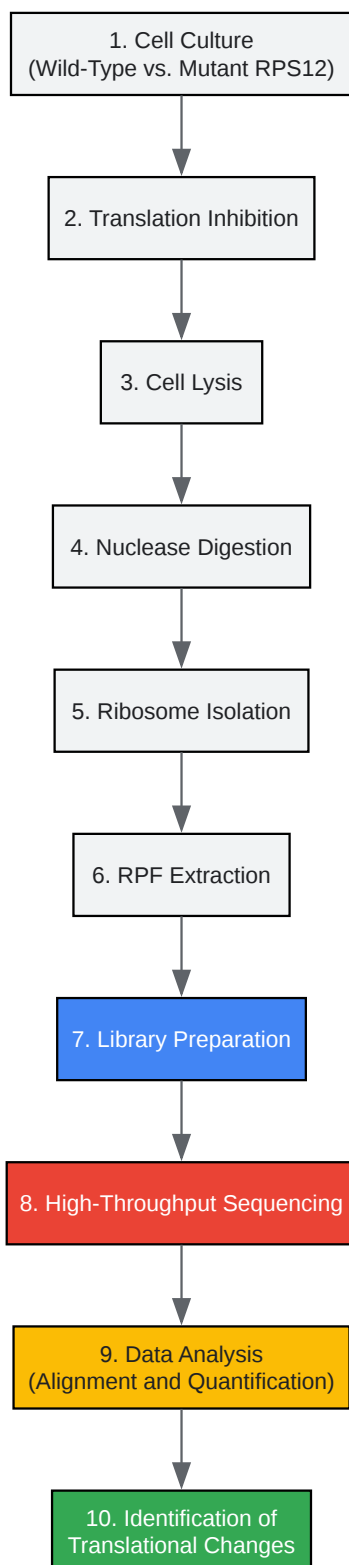 1. Cell Culture
(Wild-Type vs. Mutant RPS12)
2. Translation Inhibition
3. Cell Lysis
4. Nuclease Digestion
5. Ribosome Isolation
6. RPF Extraction
7. Library Preparation
8. High-Throughput Sequencing
9. Data Analysis
(Alignment and Quantification)
10. Identification of
Translational Changes